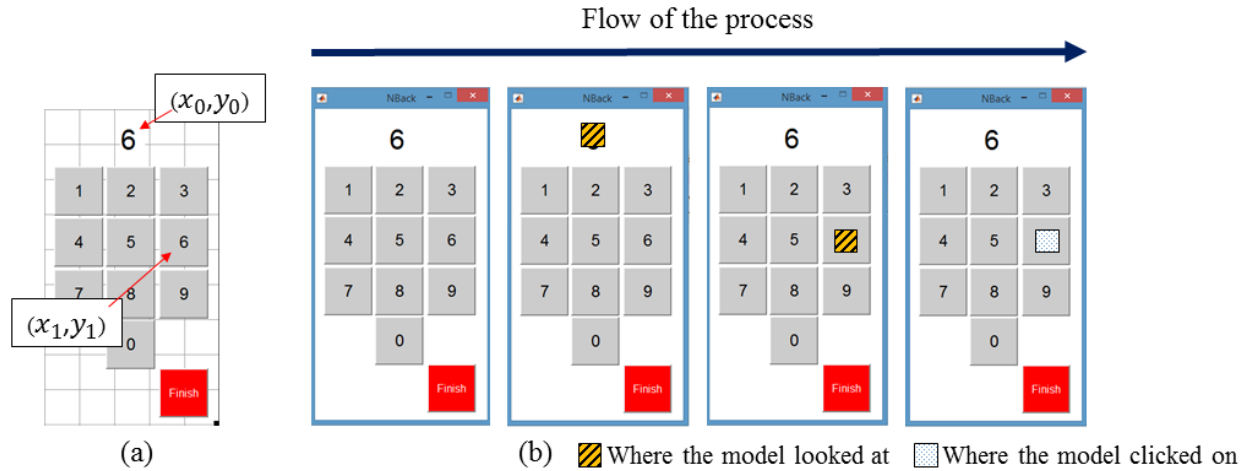 Flow of the process
(x₀,y₀)
6
1 2 3
4 5 6
7 8 9
(x₁,y₁)
0
Finish
(a)
NBack
6
1 2 3
4 5 6
7 8 9
0
Finish
NBack
1 2 3
4 5 6
7 8 9
0
Finish
NBack
6
1 2 3
4 5
7 8 9
0
Finish
NBack
6
1 2 3
4 5
7 8 9
0
Finish
(b) Where the model looked at Where the model clicked on